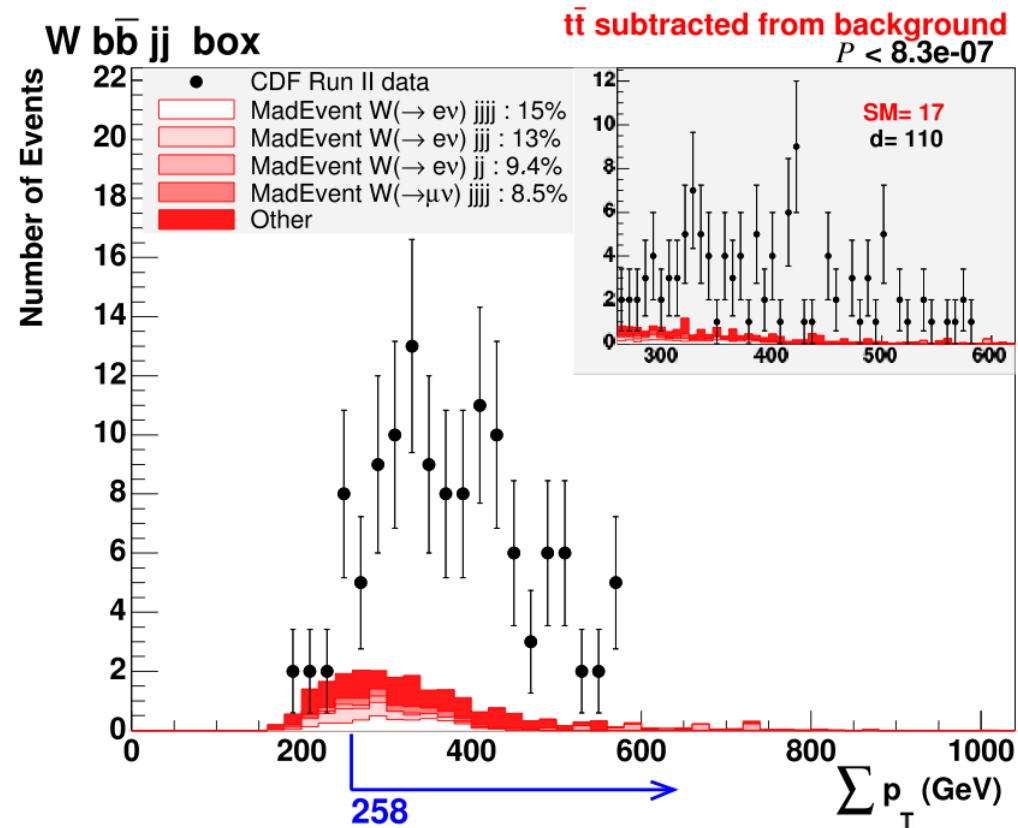 W bb̅ jj box
tt̅ subtracted from background
P < 8.3e-07
Number of Events
CDF Run II data
MadEvent W(→ eν) jjjj : 15%
MadEvent W(→ eν) jjj : 13%
MadEvent W(→ eν) jj : 9.4%
MadEvent W(→μν) jjjj : 8.5%
Other
SM= 17
d= 110
12
10
8
6
4
2
0
300 400 500 600
22
20
18
16
14
12
10
8
6
4
2
0
0 200 400 600 800 1000
258
∑ p_T (GeV)